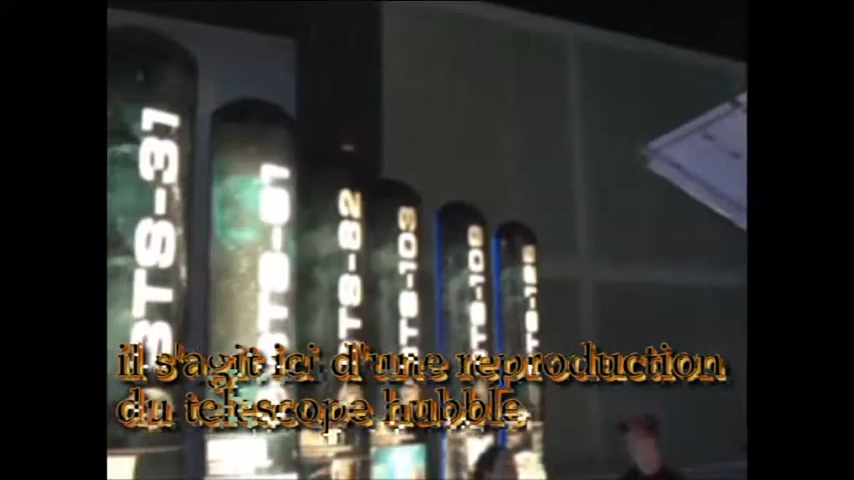 STS-31
STS-61
STS-82
STS-103
STS-109
STS-125
il s'agit ici d'une reproduction
du telescope hubble